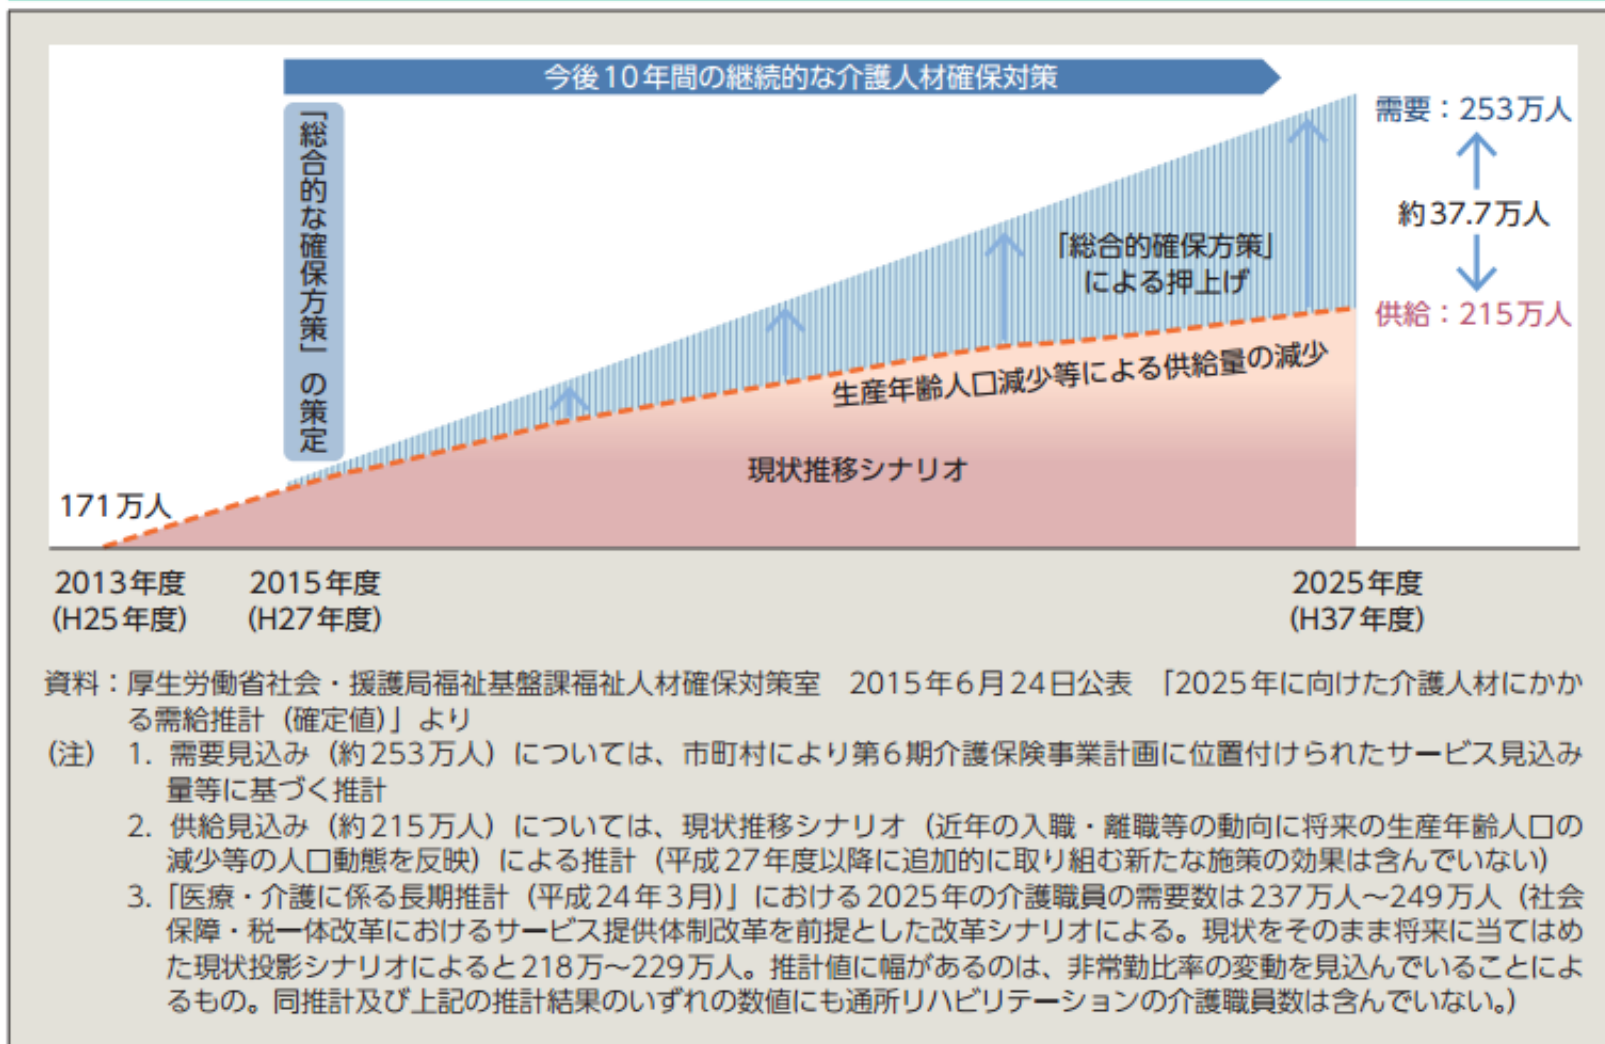 今後10年間の継続的な介護人材確保対策
「総合的な確保方策」の策定
需要：253万人
約37.7万人
供給：215万人
「総合的確保方策」
による押上げ
生産年齢人口減少等による供給量の減少
現状推移シナリオ
171万人
2013年度
(H25年度)
2015年度
(H27年度)
2025年度
(H37年度)
資料：厚生労働省社会・援護局福祉基盤課福祉人材確保対策室　2015年6月24日公表　「2025年に向けた介護人材にかか
る需給推計（確定値）」より
（注）　1.　需要見込み（約253万人）については、市町村により第6期介護保険事業計画に位置付けられたサービス見込み
量等に基づく推計
2.　供給見込み（約215万人）については、現状推移シナリオ（近年の入職・離職等の動向に将来の生産年齢人口の
減少等の人口動態を反映）による推計（平成27年度以降に追加的に取り組む新たな施策の効果は含んでいない）
3.「医療・介護に係る長期推計（平成24年3月）」における2025年の介護職員の需要数は237万人～249万人（社会
保障・税一体改革におけるサービス提供体制改革を前提とした改革シナリオによる。現状をそのまま将来に当てはめ
た現状投影シナリオによると218万～229万人。推計値に幅があるのは、非常勤比率の変動を見込んでいることによ
るもの。同推計及び上記の推計結果のいずれの数値にも通所リハビリテーションの介護職員数は含んでいない。）